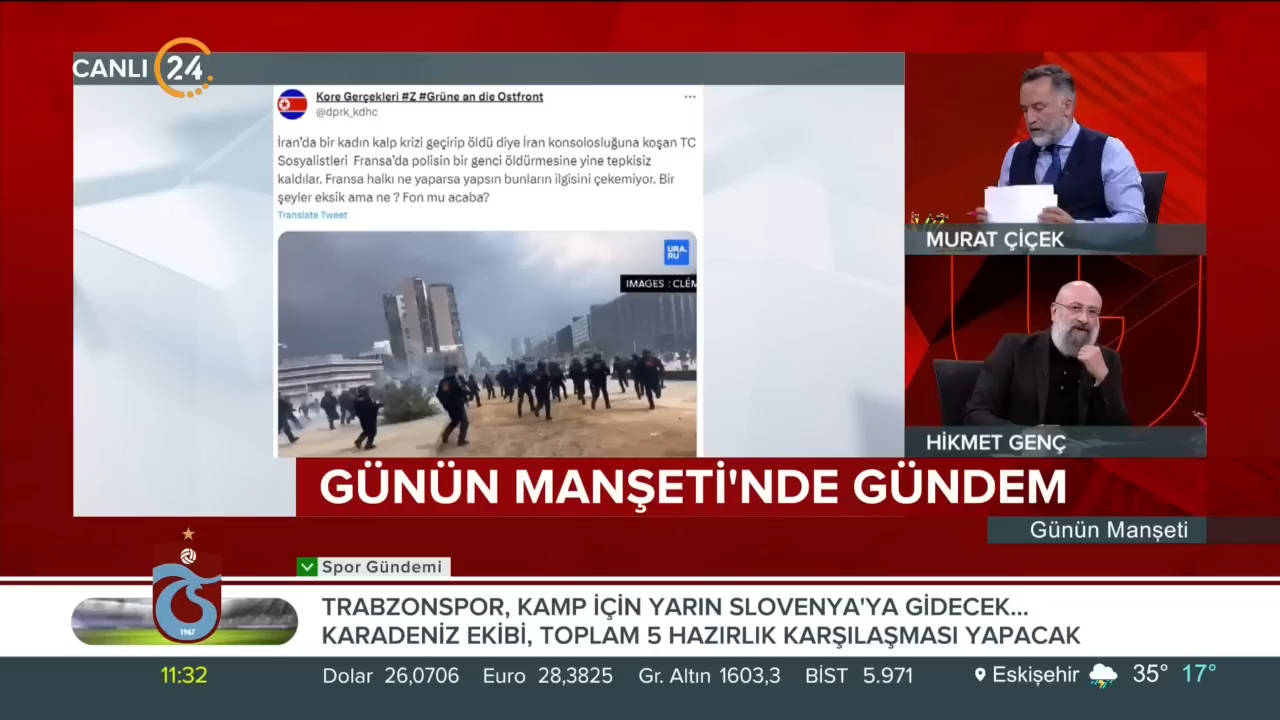 CANLI 24
Kore Gerçekleri #Z #Grüne an die Ostfront
@dprk_kdhc
İran'da bir kadın kalp krizi geçirip öldü diye İran konsolosluğuna koşan TC
Sosyalistleri Fransa'da polisin bir genci öldürmesine yine tepkisiz
kaldılar. Fransa halkı ne yaparsa yapsın bunların ilgisini çekemiyor. Bir
şeyler eksik ama ne ? Fon mu acaba?
Translate Tweet
URA.
RU
IMAGES : CLÉM
MURAT ÇİÇEK
HİKMET GENÇ
GÜNÜN MANŞETİ'NDE GÜNDEM
Günün Manşeti
Spor Gündemi
1967
TRABZONSPOR, KAMP İÇİN YARIN SLOVENYA'YA GİDECEK...
KARADENİZ EKİBİ, TOPLAM 5 HAZIRLIK KARŞILAŞMASI YAPACAK
11:32 Dolar 26,0706 Euro 28,3825 Gr. Altın 1603,3 BİST 5.971 Eskişehir 35° 17°